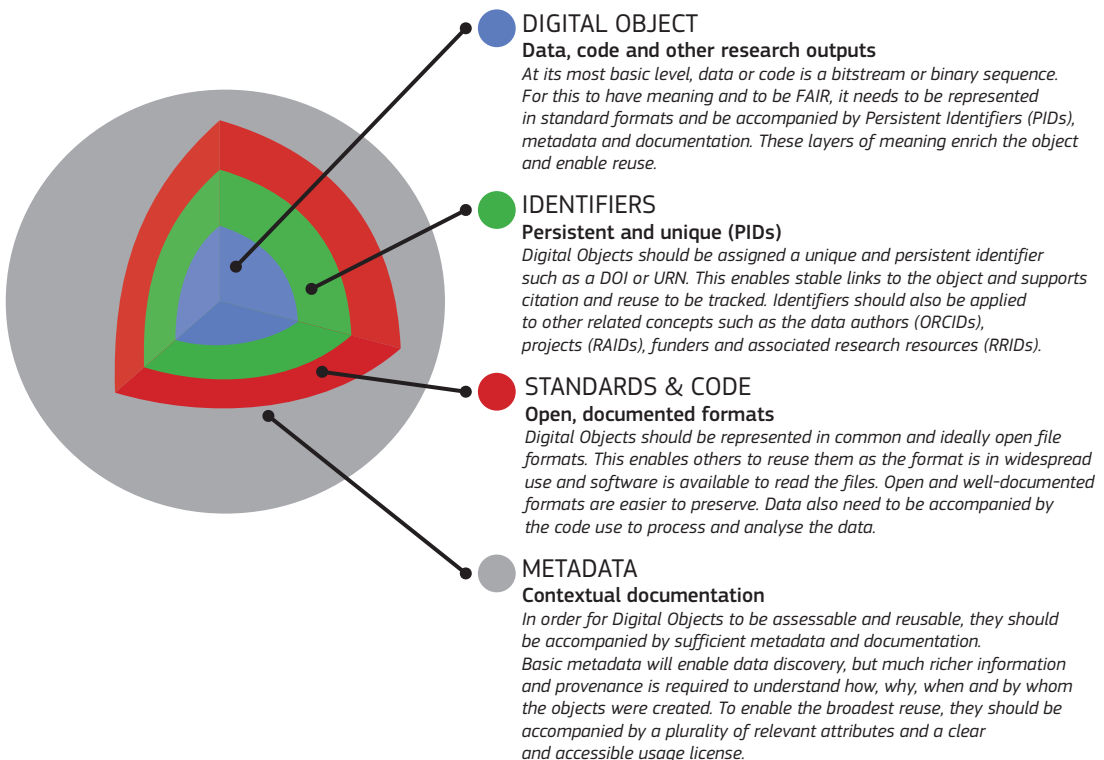 DIGITAL OBJECT
Data, code and other research outputs
At its most basic level, data or code is a bitstream or binary sequence.
For this to have meaning and to be FAIR, it needs to be represented
in standard formats and be accompanied by Persistent Identifiers (PIDs),
metadata and documentation. These layers of meaning enrich the object
and enable reuse.
IDENTIFIERS
Persistent and unique (PIDs)
Digital Objects should be assigned a unique and persistent identifier
such as a DOI or URN. This enables stable links to the object and supports
citation and reuse to be tracked. Identifiers should also be applied
to other related concepts such as the data authors (ORCIDs),
projects (RAIDs), funders and associated research resources (RRIDs).
STANDARDS & CODE
Open, documented formats
Digital Objects should be represented in common and ideally open file
formats. This enables others to reuse them as the format is in widespread
use and software is available to read the files. Open and well-documented
formats are easier to preserve. Data also need to be accompanied by
the code use to process and analyse the data.
METADATA
Contextual documentation
In order for Digital Objects to be assessable and reusable, they should
be accompanied by sufficient metadata and documentation.
Basic metadata will enable data discovery, but much richer information
and provenance is required to understand how, why, when and by whom
the objects were created. To enable the broadest reuse, they should be
accompanied by a plurality of relevant attributes and a clear
and accessible usage license.